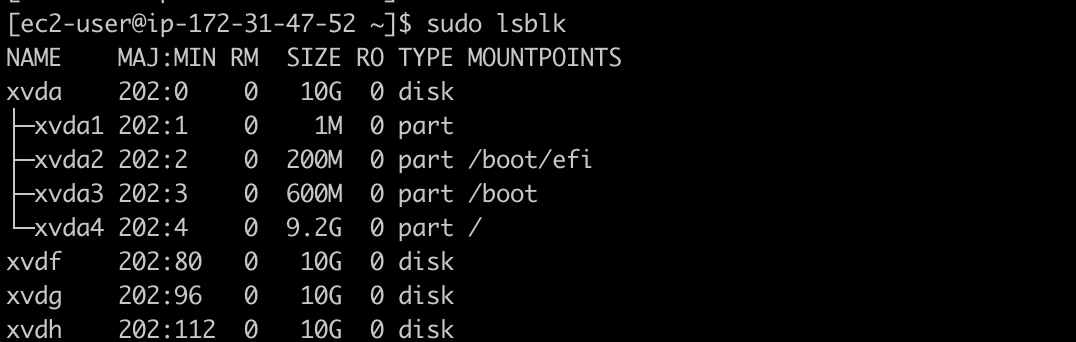 [ec2-user@ip-172-31-47-52 ~]$ sudo lsblk
NAME    MAJ:MIN RM  SIZE RO TYPE MOUNTPOINTS
xvda    202:0    0   10G  0 disk
├─xvda1 202:1    0    1M  0 part
├─xvda2 202:2    0  200M  0 part /boot/efi
├─xvda3 202:3    0  600M  0 part /boot
└─xvda4 202:4    0  9.2G  0 part /
xvdf    202:80   0   10G  0 disk
xvdg    202:96   0   10G  0 disk
xvdh    202:112  0   10G  0 disk